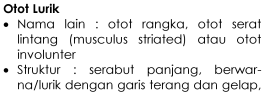 Otot Lurik
• Nama lain : otot rangka, otot serat
lintang (musculus striated) atau otot
involunter
• Struktur : serabut panjang, berwar-
na/lurik dengan garis terang dan gelap,